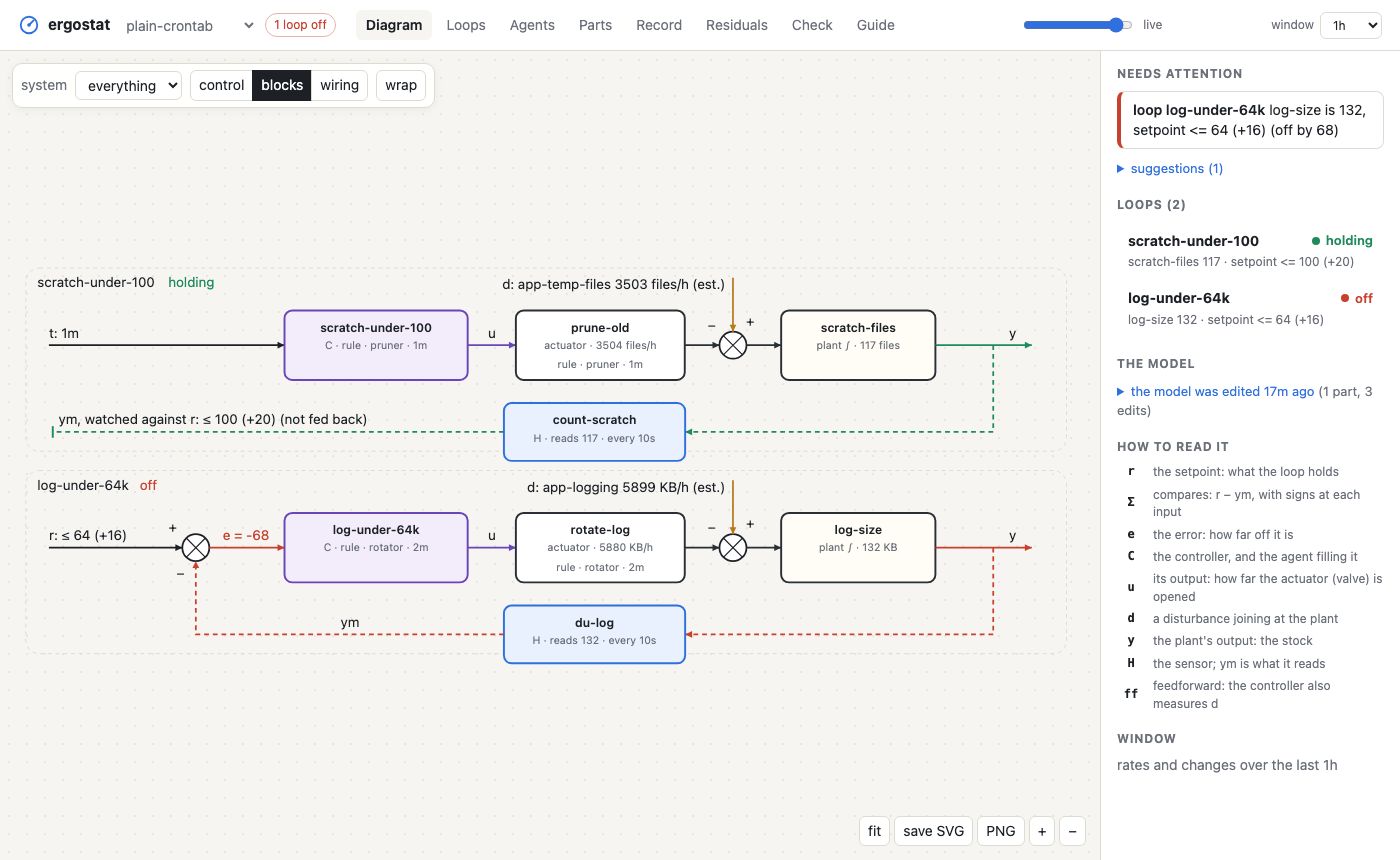 ergostat
plain-crontab
1 loop off
Diagram
Loops
Agents
Parts
Record
Residuals
Check
Guide
live
window
1h
system
everything
control
blocks
wiring
wrap
scratch-under-100 holding
d: app-temp-files 3503 files/h (est.)
t: 1m
scratch-under-100
C · rule · pruner · 1m
u
prune-old
actuator · 3504 files/h
rule · pruner · 1m
− +
scratch-files
plant ∫ · 117 files
y
ym, watched against r: ≤ 100 (+20) (not fed back)
count-scratch
H · reads 117 · every 10s
log-under-64k off
d: app-logging 5899 KB/h (est.)
r: ≤ 64 (+16)
+
−
e = -68
log-under-64k
C · rule · rotator · 2m
u
rotate-log
actuator · 5880 KB/h
rule · rotator · 2m
− +
log-size
plant ∫ · 132 KB
y
ym
du-log
H · reads 132 · every 10s
fit
save SVG
PNG
+
−
NEEDS ATTENTION
loop log-under-64k log-size is 132,
setpoint <= 64 (+16) (off by 68)
suggestions (1)
LOOPS (2)
scratch-under-100 holding
scratch-files 117 · setpoint <= 100 (+20)
log-under-64k off
log-size 132 · setpoint <= 64 (+16)
THE MODEL
the model was edited 17m ago (1 part, 3
edits)
HOW TO READ IT
r the setpoint: what the loop holds
Σ compares: r − ym, with signs at each
input
e the error: how far off it is
C the controller, and the agent filling it
u its output: how far the actuator (valve) is
opened
d a disturbance joining at the plant
y the plant's output: the stock
H the sensor; ym is what it reads
ff feedforward: the controller also
measures d
WINDOW
rates and changes over the last 1h